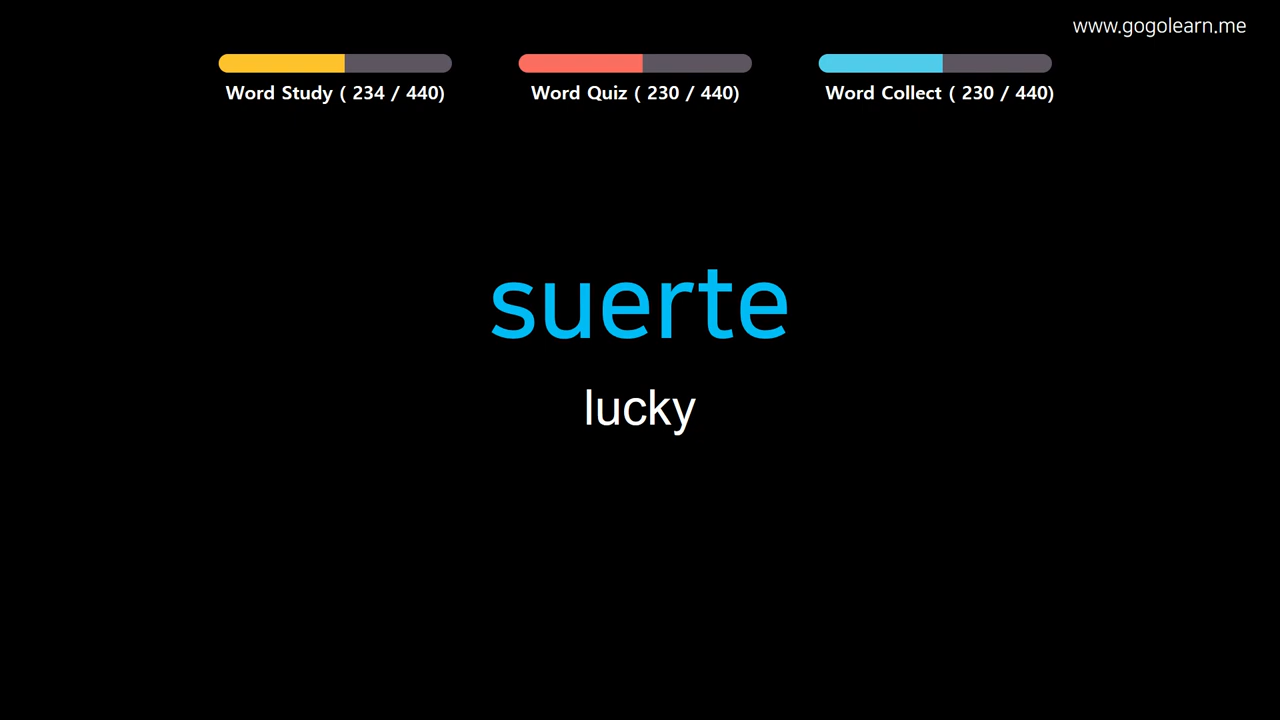 www.gogolearn.me
Word Study ( 234 / 440)
Word Quiz ( 230 / 440)
Word Collect ( 230 / 440)
suerte
lucky